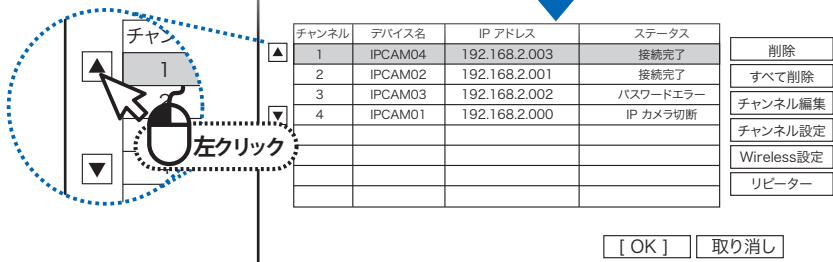 チャンネル デバイス名 IP アドレス ステータス
1 IPCAM04 192.168.2.003 接続完了
2 IPCAM02 192.168.2.001 接続完了
3 IPCAM03 192.168.2.002 パスワードエラー
4 IPCAM01 192.168.2.000 IP カメラ切断
削除
すべて削除
チャンネル編集
チャンネル設定
Wireless設定
リピーター
[ OK ] 取り消し
チャン
1
2
左クリック